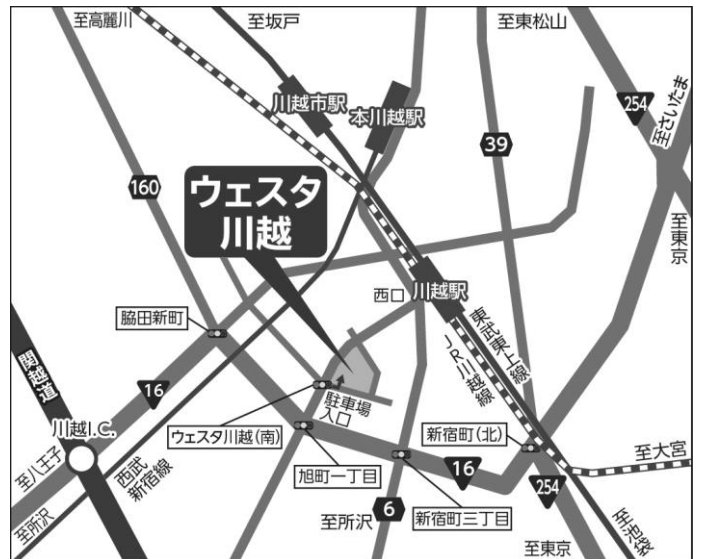 至高麗川
至坂戸
至東松山
川越市駅
本川越駅
254
至さいたま
39
160
ウェスタ
川越
至東京
西口
川越駅
脇田新町
東武東上線
JR川越線
関越道
16
駐車場
入口
川越I.C.
ウェスタ川越(南)
新宿町(北)
至大宮
至八王子
西武
新宿線
旭町一丁目
16
254
至所沢
至所沢
6
新宿町三丁目
至東京
至池袋